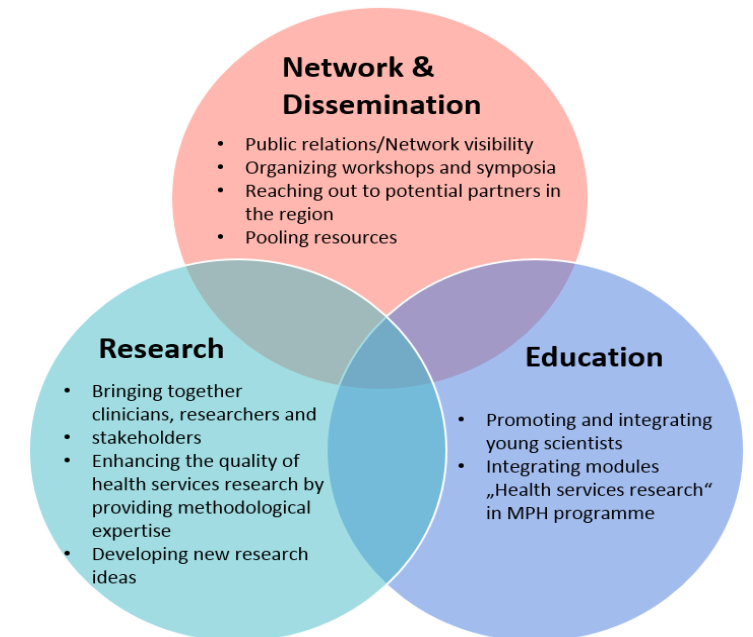 Network &
Dissemination
• Public relations/Network visibility
• Organizing workshops and symposia
• Reaching out to potential partners in
the region
• Pooling resources
Research
• Bringing together
clinicians, researchers and
• stakeholders
• Enhancing the quality of
health services research by
providing methodological
expertise
• Developing new research
ideas
Education
• Promoting and integrating
young scientists
• Integrating modules
„Health services research“
in MPH programme